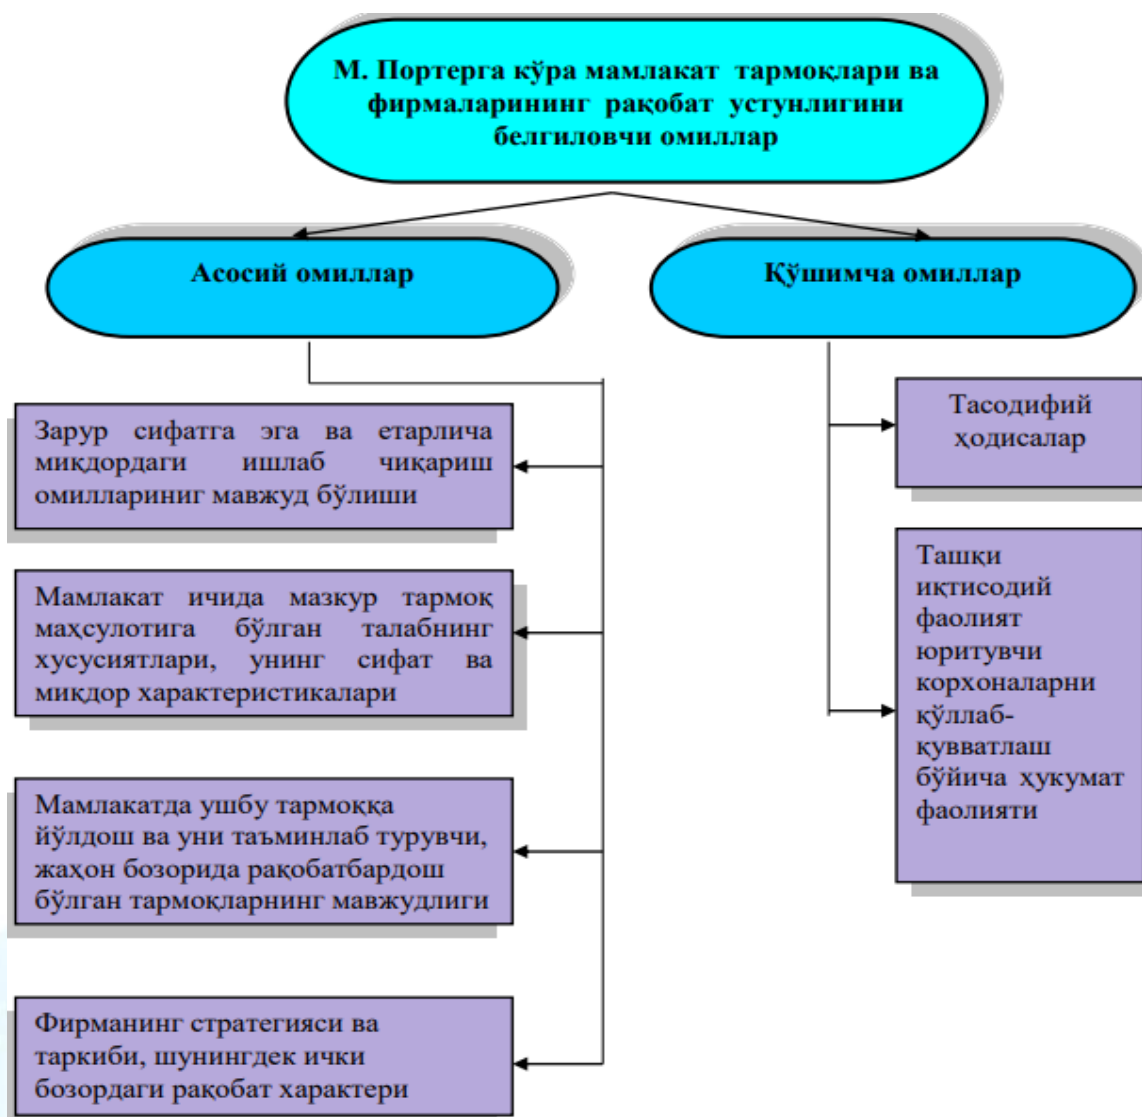 М. Портерга кўра мамлакат тармоқлари ва
фирмаларининг рақобат устунлигини
белгиловчи омиллар
Асосий омиллар
Қўшимча омиллар
Зарур сифатга эга ва етарлича
миқдордаги ишлаб чиқариш
омиллариниг мавжуд бўлиши
Мамлакат ичида мазкур тармоқ
маҳсулотига бўлган талабнинг
хусусиятлари, унинг сифат ва
миқдор характеристикалари
Мамлакатда ушбу тармоққа
йўлдош ва уни таъминлаб турувчи,
жаҳон бозорида рақобатбардош
бўлган тармоқларнинг мавжудлиги
Фирманинг стратегияси ва
таркиби, шунингдек ички
бозордаги рақобат характери
Тасодифий
ҳодисалар
Ташқи
иқтисодий
фаолият
юритувчи
корхоналарни
қўллаб-
қувватлаш
бўйича ҳукумат
фаолияти